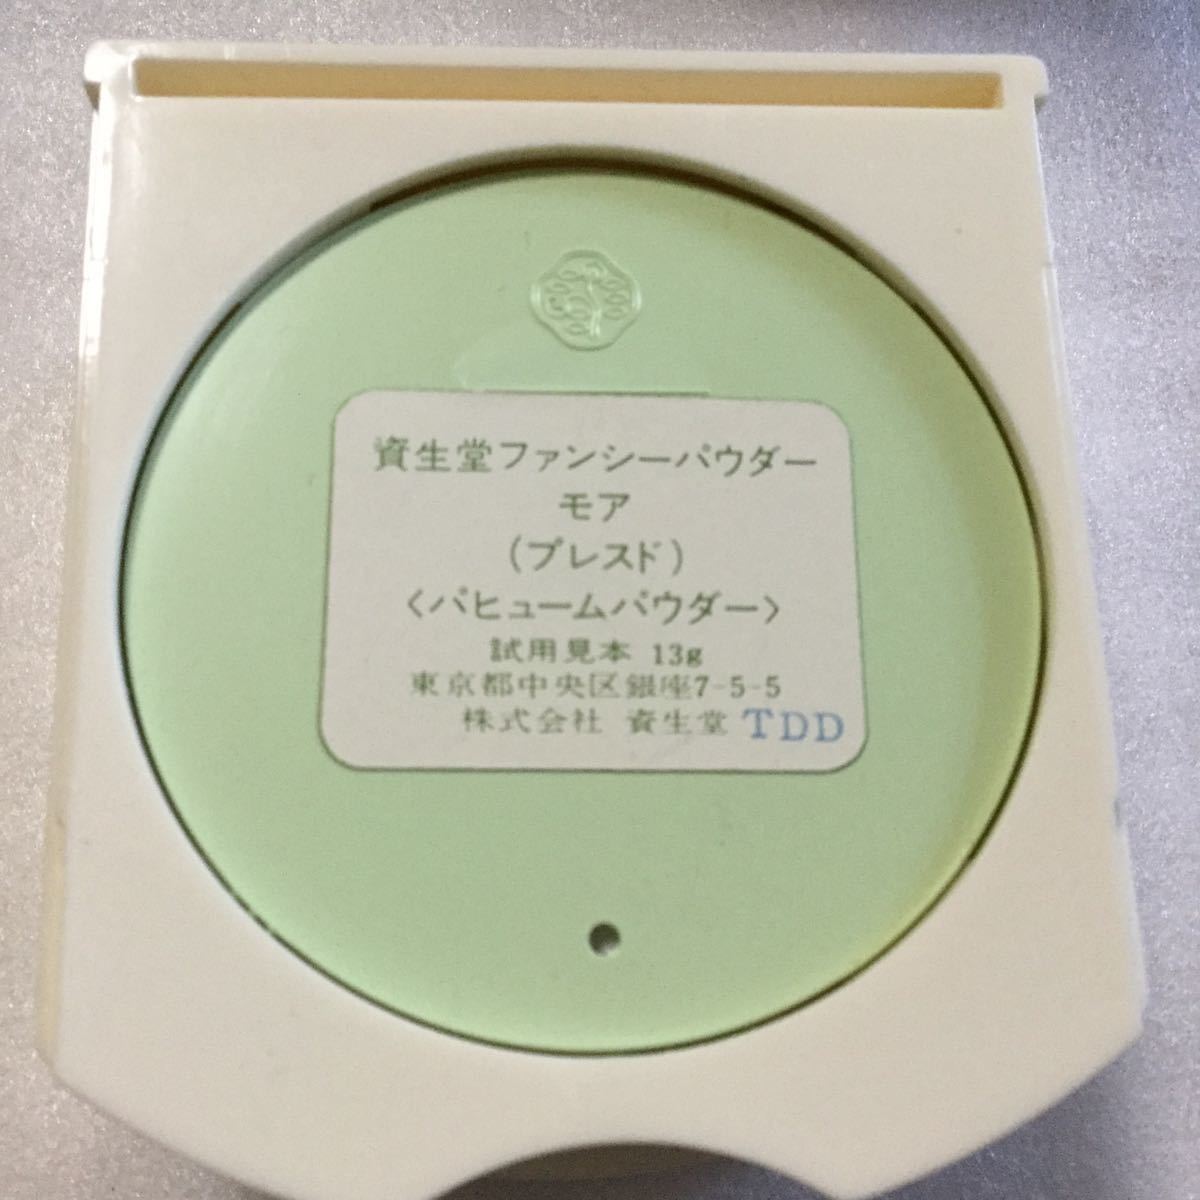 資生堂ファンシーパウダー
モア
(プレスド)
〈パヒュームパウダー〉
試用見本 13g
東京都中央区銀座7-5-5
株式会社 資生堂 TDD